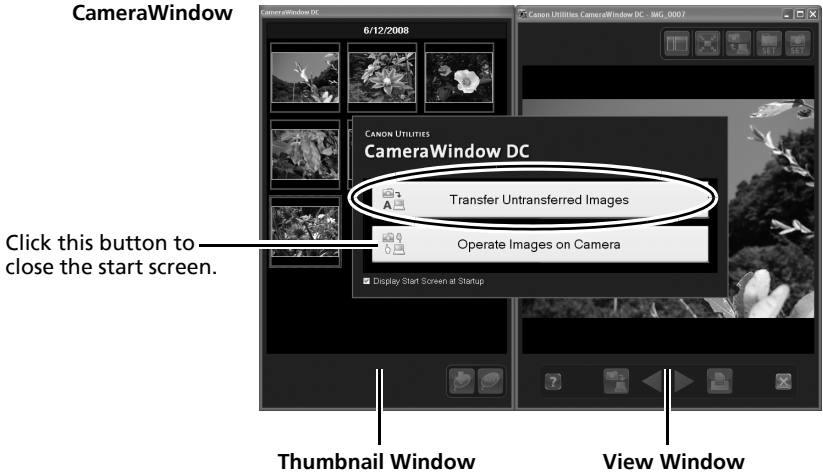 CameraWindow
CameraWindow DC
Canon Utilities CameraWindow DC - IMG_0007
6/12/2008
SET
SET
CANON UTILITIES
CameraWindow DC
A
Transfer Untransferred Images
Operate Images on Camera
Click this button to
close the start screen.
Display Start Screen at Startup
?
Thumbnail Window
View Window